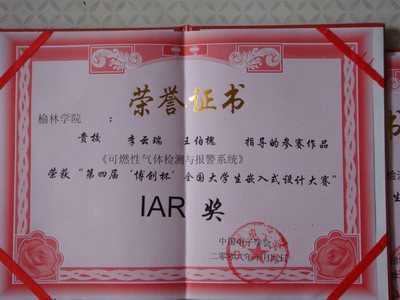 荣誉证书
榆林学院 :
贵校 李云瑞 王伯槐 指导的参赛作品
《可燃性气体检测与报警系统》
荣获“第四届‘博创杯’全国大学生嵌入式设计大赛”
IAR 奖
中国电子学会